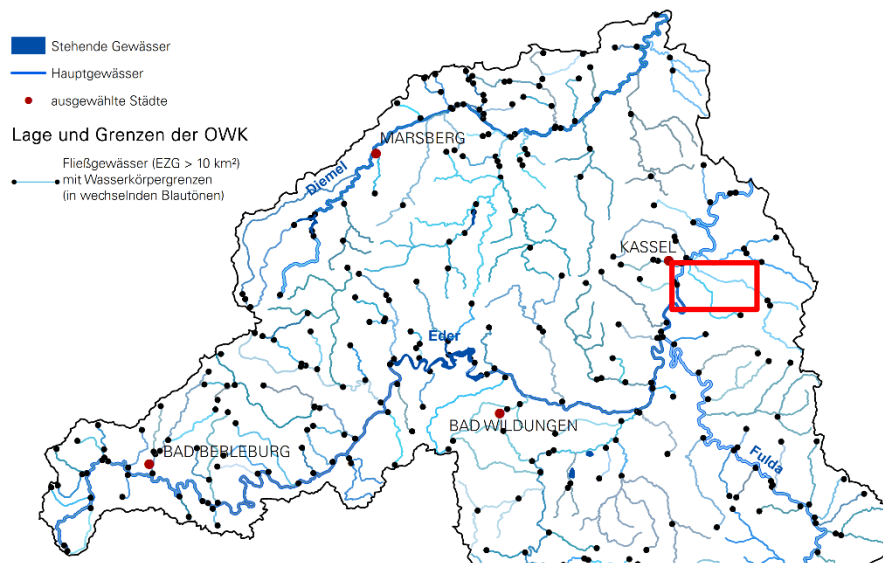 Stehende Gewässer
Hauptgewässer
ausgewählte Städte
Lage und Grenzen der OWK
Fließgewässer (EZG > 10 km²)
mit Wasserkörpergrenzen
(in wechselnden Blautönen)
MARSBERG
Diemel
KASSEL
Eder
BAD WILDUNGEN
BAD BERLEBURG
Fulda